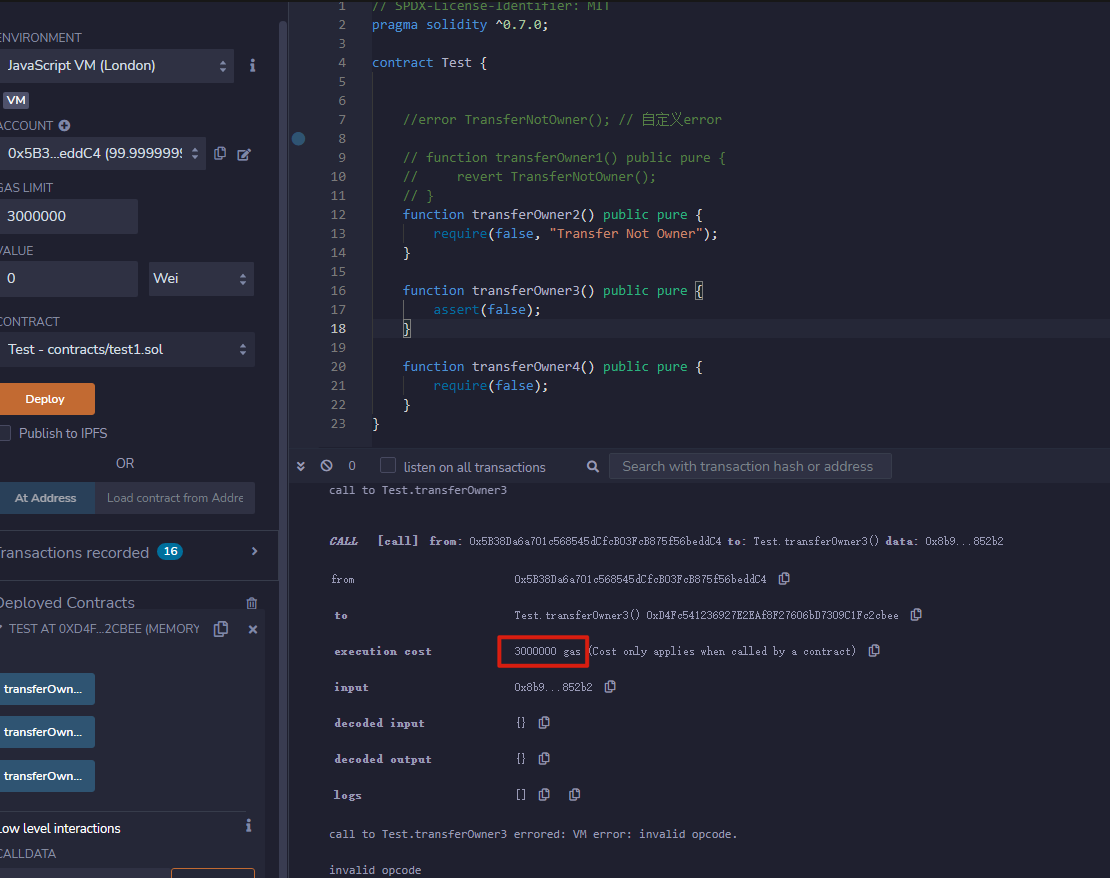 ENVIRONMENT
JavaScript VM (London)
VM
ACCOUNT
0x5B3...eddC4 (99.9999999
GAS LIMIT
3000000
VALUE
0
Wei
CONTRACT
Test - contracts/test1.sol
Deploy
Publish to IPFS
OR
At Address
Load contract from Addre
Transactions recorded 16
Deployed Contracts
TEST AT 0XD4F...2CBEE (MEMORY
transferOwn...
transferOwn...
transferOwn...
Low level interactions
CALLDATA
1 // SPDX-License-Identifier: MIT
2 pragma solidity ^0.7.0;
3
4 contract Test {
5
6
7 //error TransferNotOwner(); // 自定义error
8
9 // function transferOwner1() public pure {
10 //     revert TransferNotOwner();
11 // }
12 function transferOwner2() public pure {
13 require(false, "Transfer Not Owner");
14 }
15
16 function transferOwner3() public pure {
17 assert(false);
18 }
19
20 function transferOwner4() public pure {
21 require(false);
22 }
23 }
0 listen on all transactions Search with transaction hash or address
call to Test.transferOwner3
CALL [call] from: 0x5B38Da6a701c568545dCfcB03FcB875f56beddC4 to: Test.transferOwner3() data: 0x8b9...852b2
from 0x5B38Da6a701c568545dCfcB03FcB875f56beddC4
to Test.transferOwner3() 0xD4Fc541236927E2EAf8F27606bD7309C1Fc2cbee
execution cost 3000000 gas (Cost only applies when called by a contract)
input 0x8b9...852b2
decoded input {}
decoded output {}
logs []
call to Test.transferOwner3 errored: VM error: invalid opcode.
invalid opcode